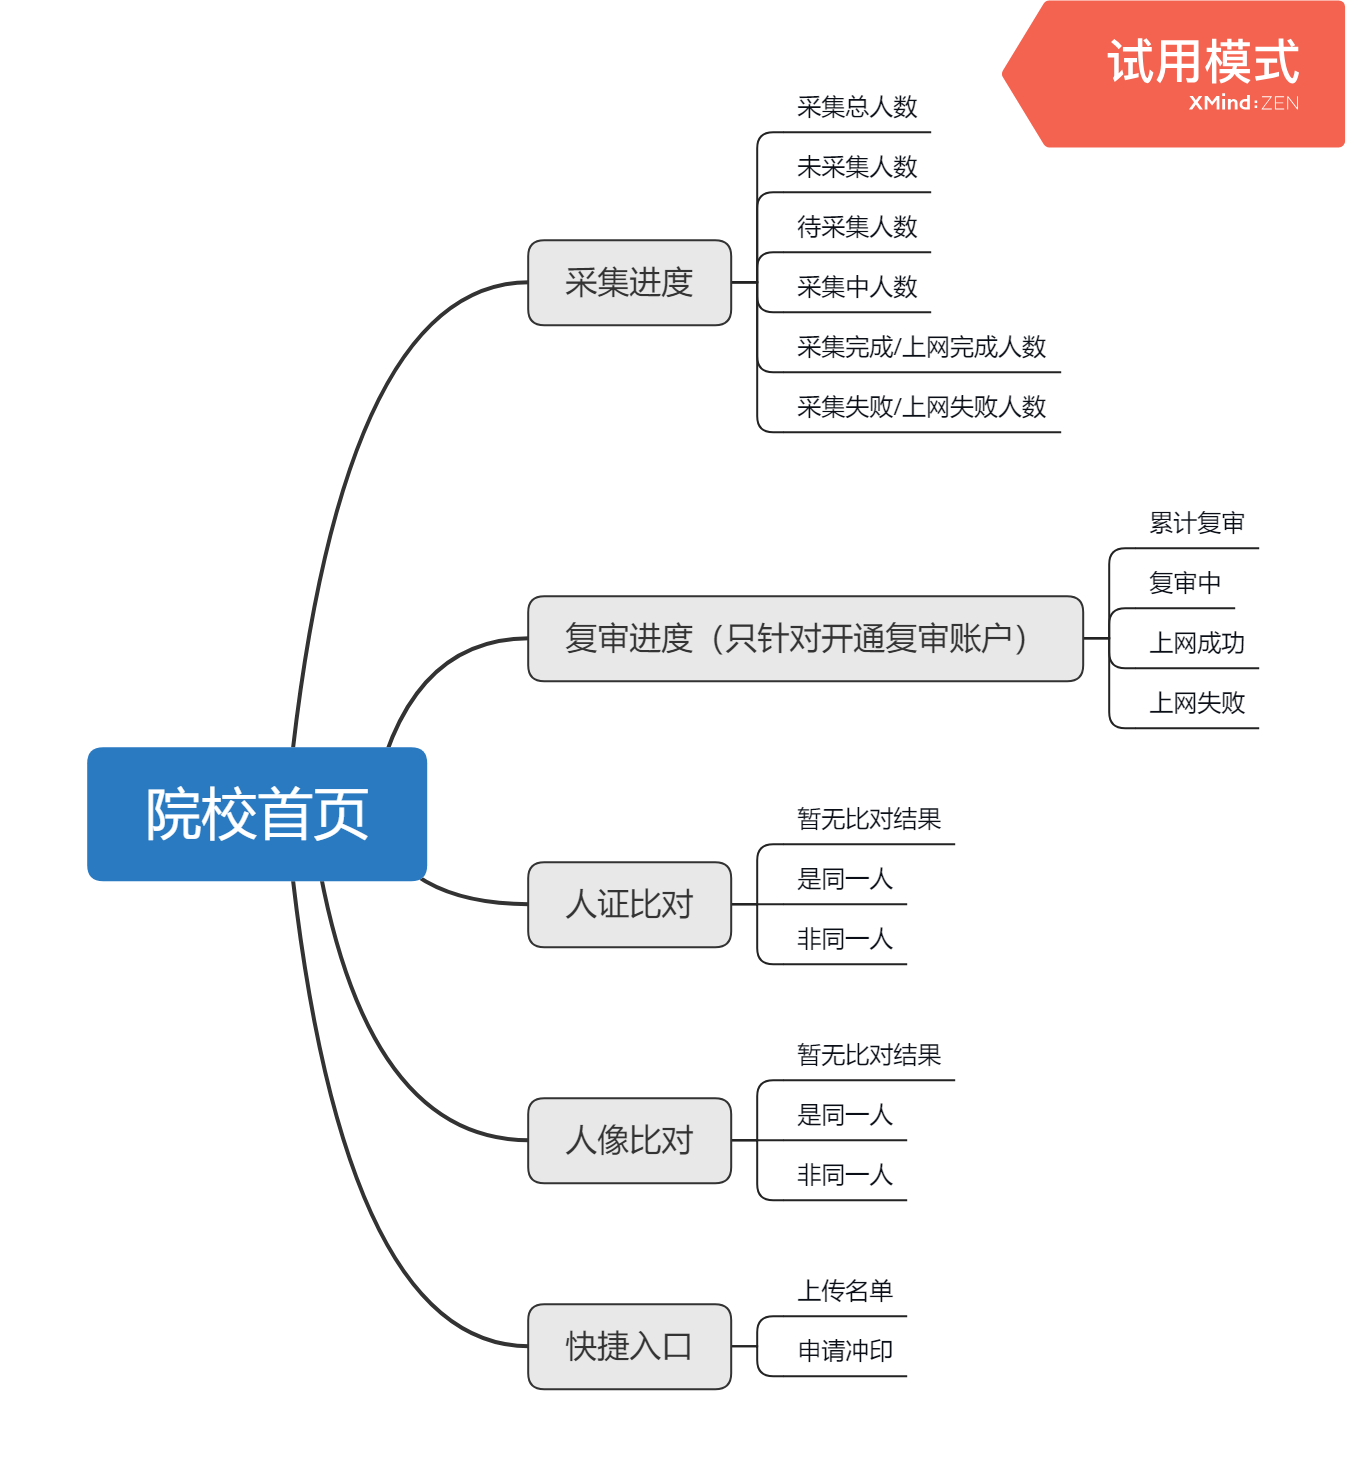 试用模式
XMind:ZEN
院校首页
采集进度
采集总人数
未采集人数
待采集人数
采集中人数
采集完成/上网完成人数
采集失败/上网失败人数
复审进度（只针对开通复审账户）
累计复审
复审中
上网成功
上网失败
人证比对
暂无比对结果
是同一人
非同一人
人像比对
暂无比对结果
是同一人
非同一人
快捷入口
上传名单
申请冲印